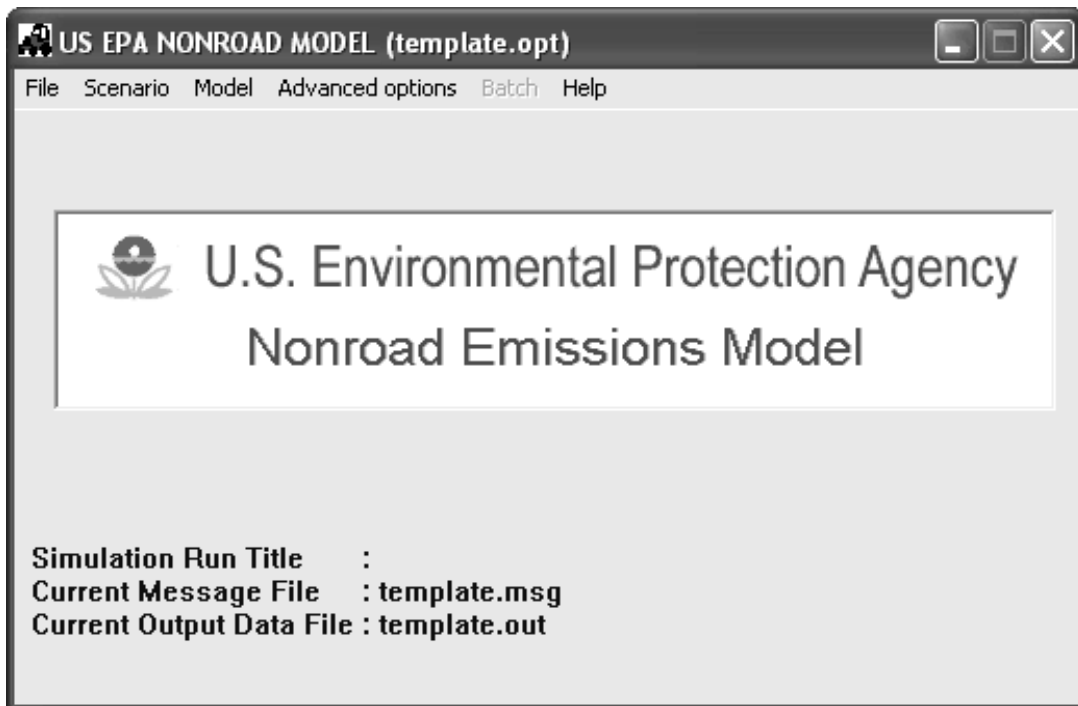 US EPA NONROAD MODEL (template.opt)
File Scenario Model Advanced options Batch Help
U.S. Environmental Protection Agency
Nonroad Emissions Model
Simulation Run Title :
Current Message File : template.msg
Current Output Data File : template.out